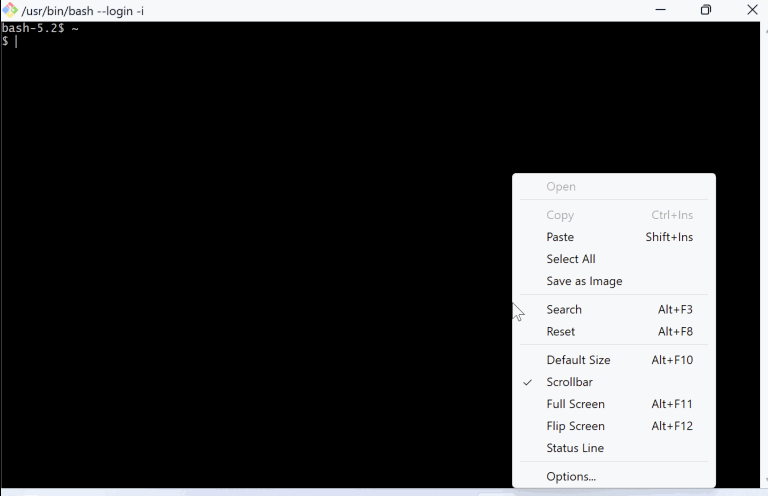 /usr/bin/bash --login -i
bash-5.2$ ~
$
Open
Copy Ctrl+Ins
Paste Shift+Ins
Select All
Save as Image
Search Alt+F3
Reset Alt+F8
Default Size Alt+F10
Scrollbar
Full Screen Alt+F11
Flip Screen Alt+F12
Status Line
Options...